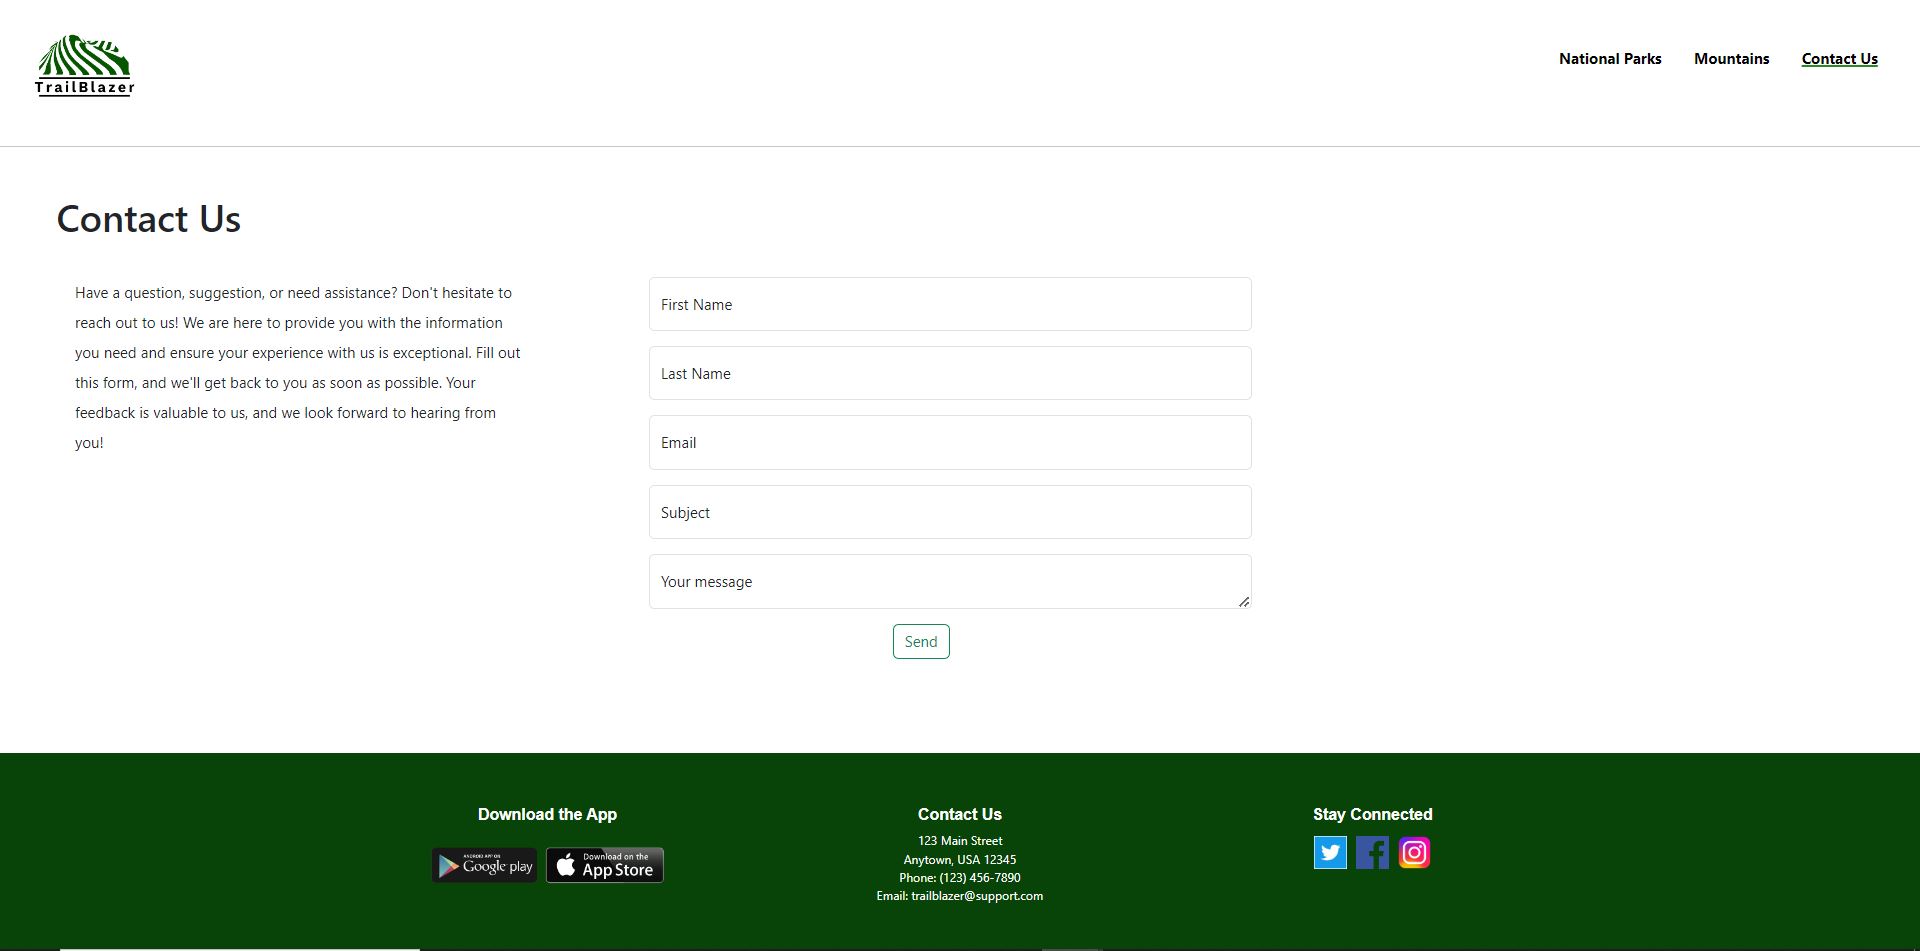 TrailBlazer
National Parks
Mountains
Contact Us
Contact Us
Have a question, suggestion, or need assistance? Don't hesitate to
reach out to us! We are here to provide you with the information
you need and ensure your experience with us is exceptional. Fill out
this form, and we'll get back to you as soon as possible. Your
feedback is valuable to us, and we look forward to hearing from
you!
First Name
Last Name
Email
Subject
Your message
Send
Download the App
ANDROID APP ON
Google play
Download on the
App Store
Contact Us
123 Main Street
Anytown, USA 12345
Phone: (123) 456-7890
Email: trailblazer@support.com
Stay Connected